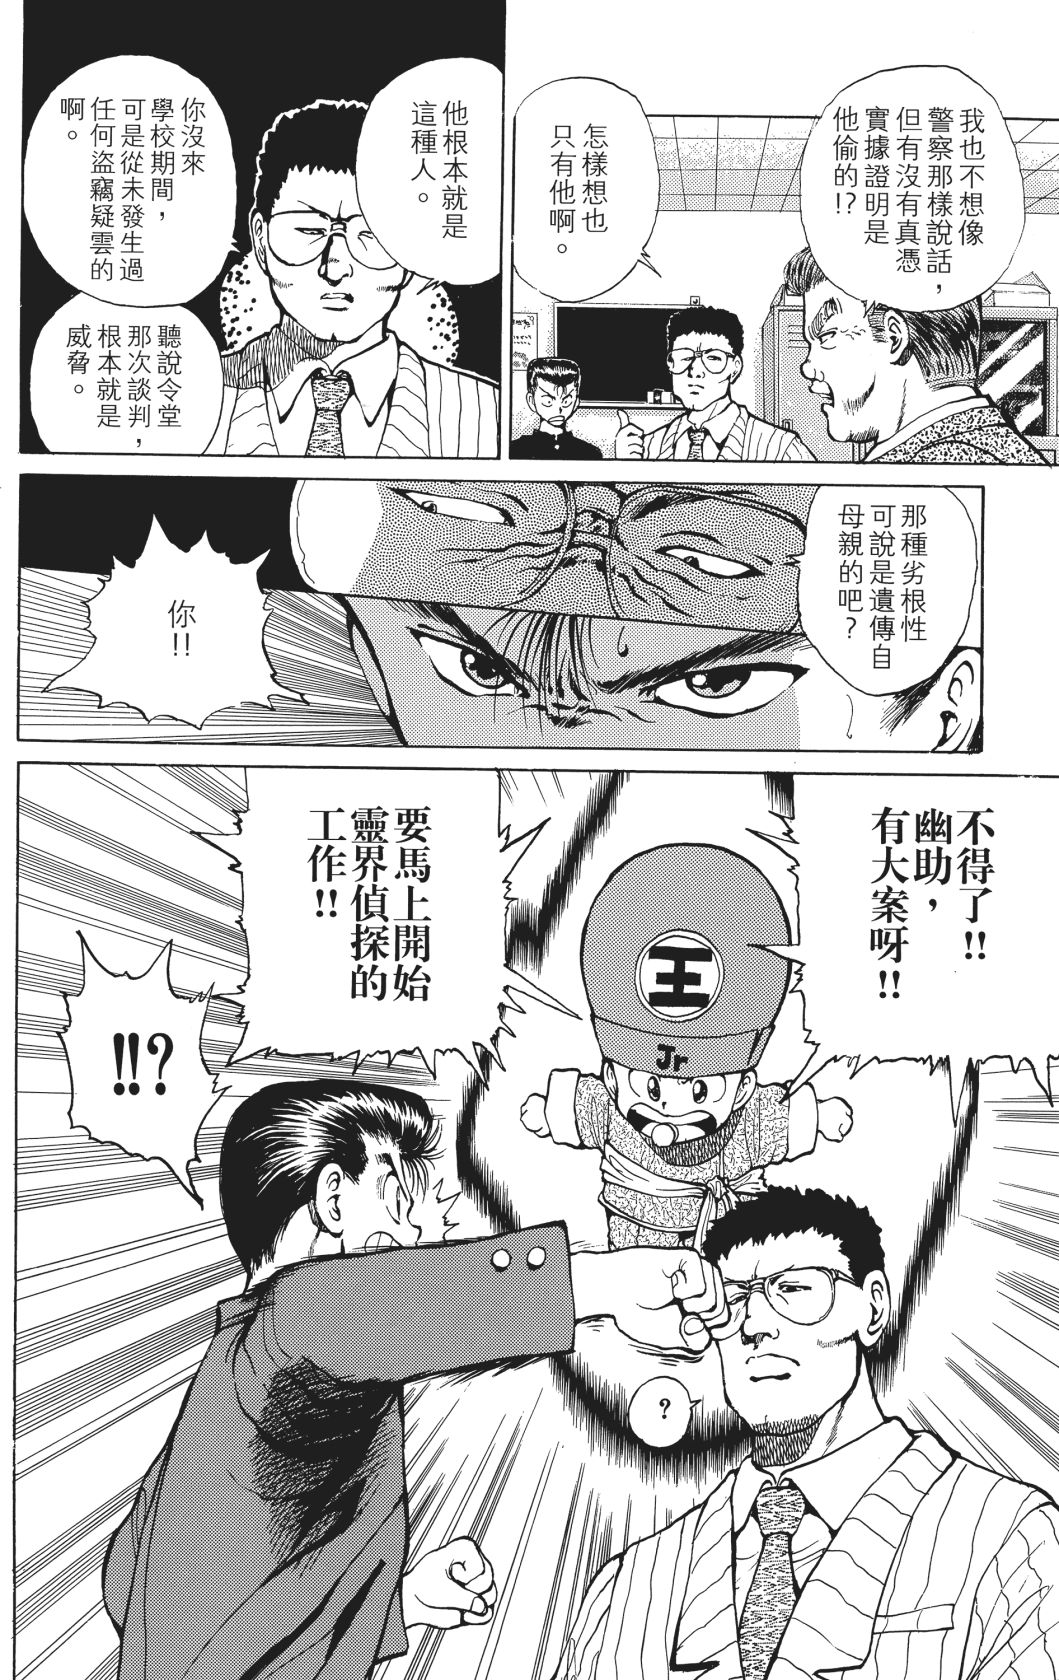 我也不想像
警察那樣說話，
但有沒有真憑
實據證明是
他偷的!?
怎樣想也
只有他啊。
他根本就是
這種人。
你沒來
學校期間，
可是從未發生過
任何盜竊疑雲的
啊。
聽說令堂
那次談判，
根本就是
威脅。
那種劣根性
可說是遺傳自
母親的吧？
你!!
不得了!!
幽助，
有大案呀!!
王
Jr
要馬上開始
靈界偵探的
工作!!
!!?
?